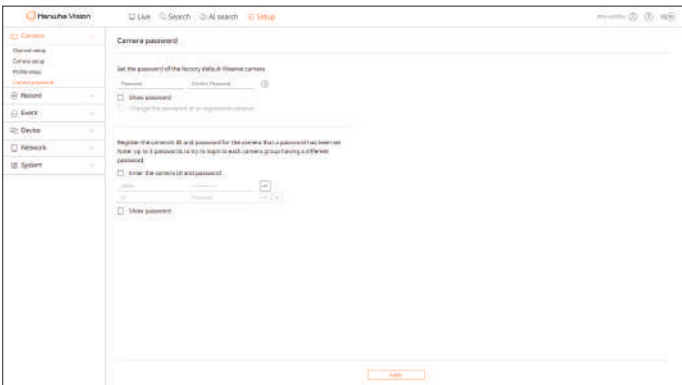 Hanwha Vision
Live Search AI search Setup
Camera
Channel setup
Camera setup
Profile setup
Camera password
Record
Event
Device
Network
System
Camera password
Set the password of the factory default Wisenet camera
Password Confirm Password
Show password
Change the password of all registered cameras
Register the camera's ID and password for the camera that a password has been set
Note: Up to 3 passwords to try to login to each camera group having a different
password.
Enter the camera ID and password
Password
Show password
Apply